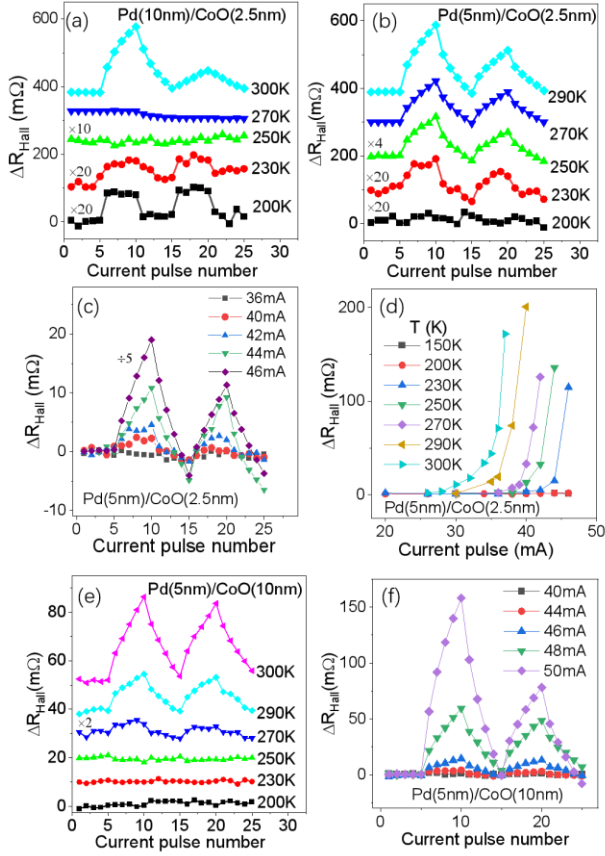 (a)
Pd(10nm)/CoO(2.5nm)
600
400
200
0
ΔR_Hall (mΩ)
300K
270K
×10
250K
×20
230K
×20
200K
0 5 10 15 20 25 30
Current pulse number
(b)
Pd(5nm)/CoO(2.5nm)
600
400
200
0
ΔR_Hall (mΩ)
290K
270K
×4
250K
×20
230K
×20
200K
0 5 10 15 20 25 30
Current pulse number
(c)
36mA
40mA
42mA
44mA
46mA
÷5
20
10
0
-10
ΔR_Hall (mΩ)
Pd(5nm)/CoO(2.5nm)
0 5 10 15 20 25
Current pulse number
(d)
T (K)
150K
200K
230K
250K
270K
290K
300K
200
100
0
ΔR_Hall (mΩ)
Pd(5nm)/CoO(2.5nm)
20 30 40 50
Current pulse (mA)
(e)
Pd(5nm)/CoO(10nm)
80
60
40
20
0
ΔR_Hall(mΩ)
300K
290K
×2
270K
250K
230K
200K
0 5 10 15 20 25 30
Current pulse number
(f)
40mA
44mA
46mA
48mA
50mA
150
100
50
0
ΔR_Hall(mΩ)
Pd(5nm)/CoO(10nm)
0 5 10 15 20 25
Current pulse number